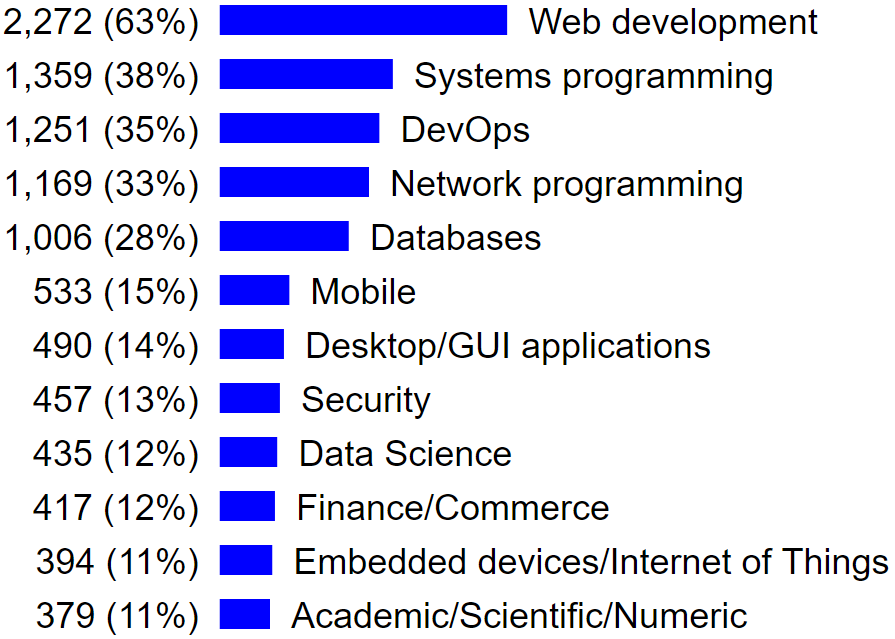 2,272 (63%) Web development
1,359 (38%) Systems programming
1,251 (35%) DevOps
1,169 (33%) Network programming
1,006 (28%) Databases
533 (15%) Mobile
490 (14%) Desktop/GUI applications
457 (13%) Security
435 (12%) Data Science
417 (12%) Finance/Commerce
394 (11%) Embedded devices/Internet of Things
379 (11%) Academic/Scientific/Numeric